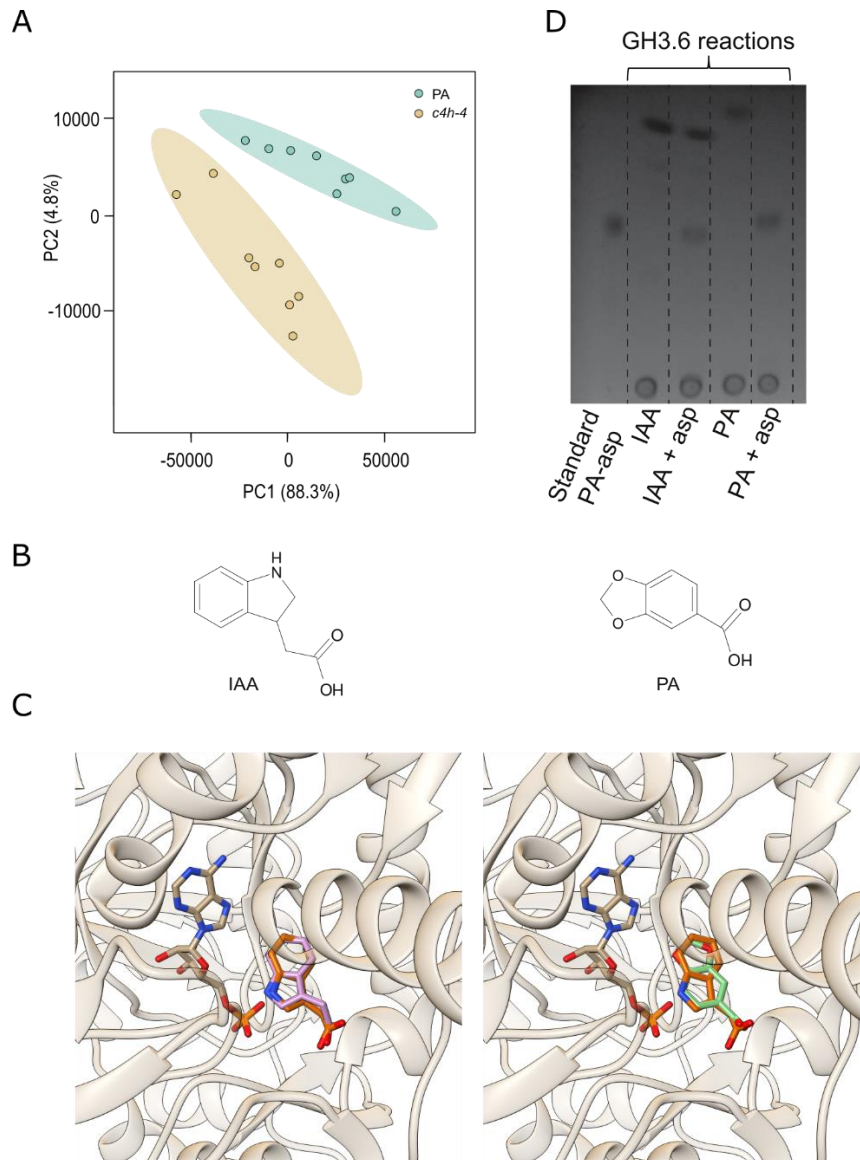 A
PC2 (4.8%)
10000
0
-10000
PA
c4h-4
-50000
0
50000
PC1 (88.3%)
D
GH3.6 reactions
Standard
PA-asp
IAA
IAA + asp
PA
PA + asp
B
H
N
O
OH
IAA
O
O
O
OH
PA
C